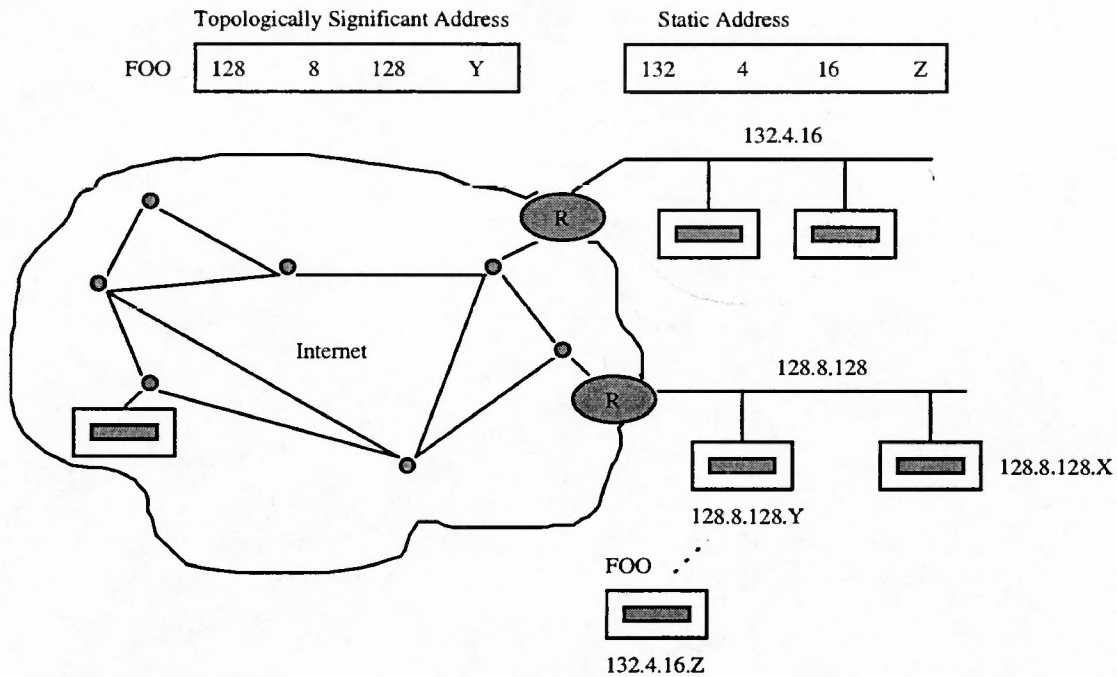 Topologically Significant Address
Static Address
FOO 128 8 128 Y
132 4 16 Z
132.4.16
R
Internet
128.8.128
R
128.8.128.X
128.8.128.Y
FOO
132.4.16.Z